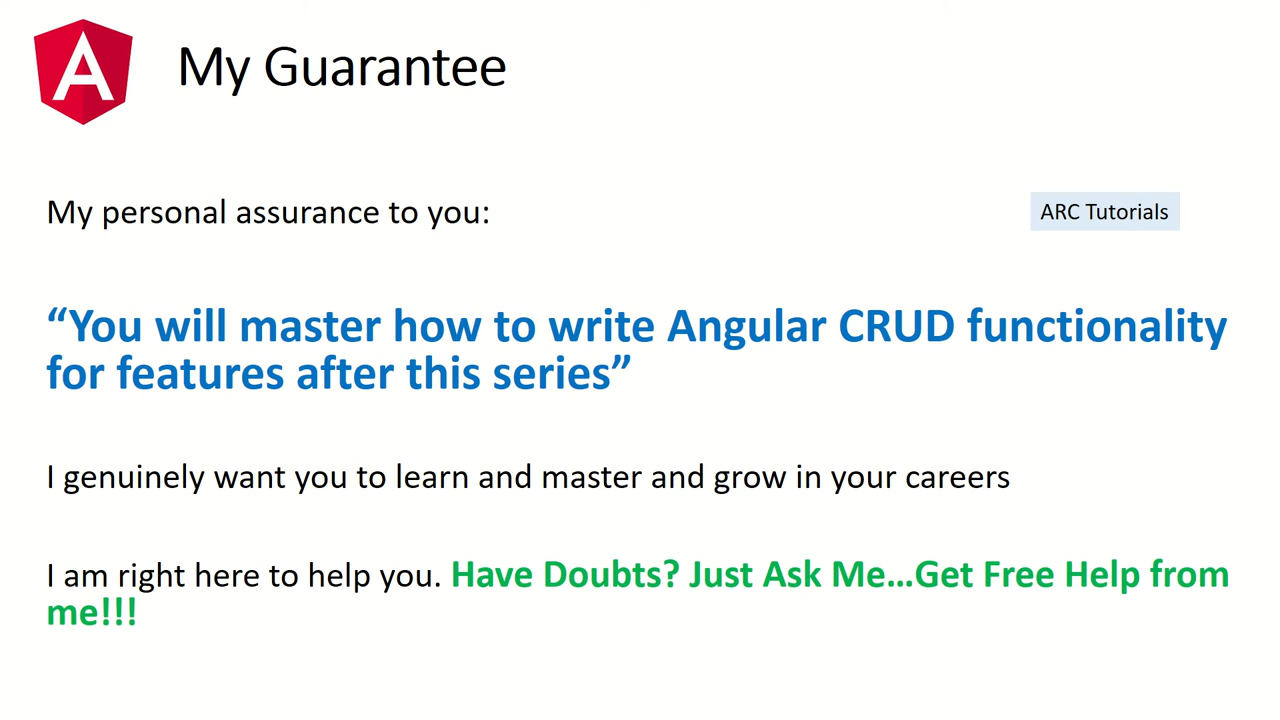 My Guarantee
My personal assurance to you:
ARC Tutorials
“You will master how to write Angular CRUD functionality
for features after this series”
I genuinely want you to learn and master and grow in your careers
I am right here to help you. Have Doubts? Just Ask Me...Get Free Help from
me!!!